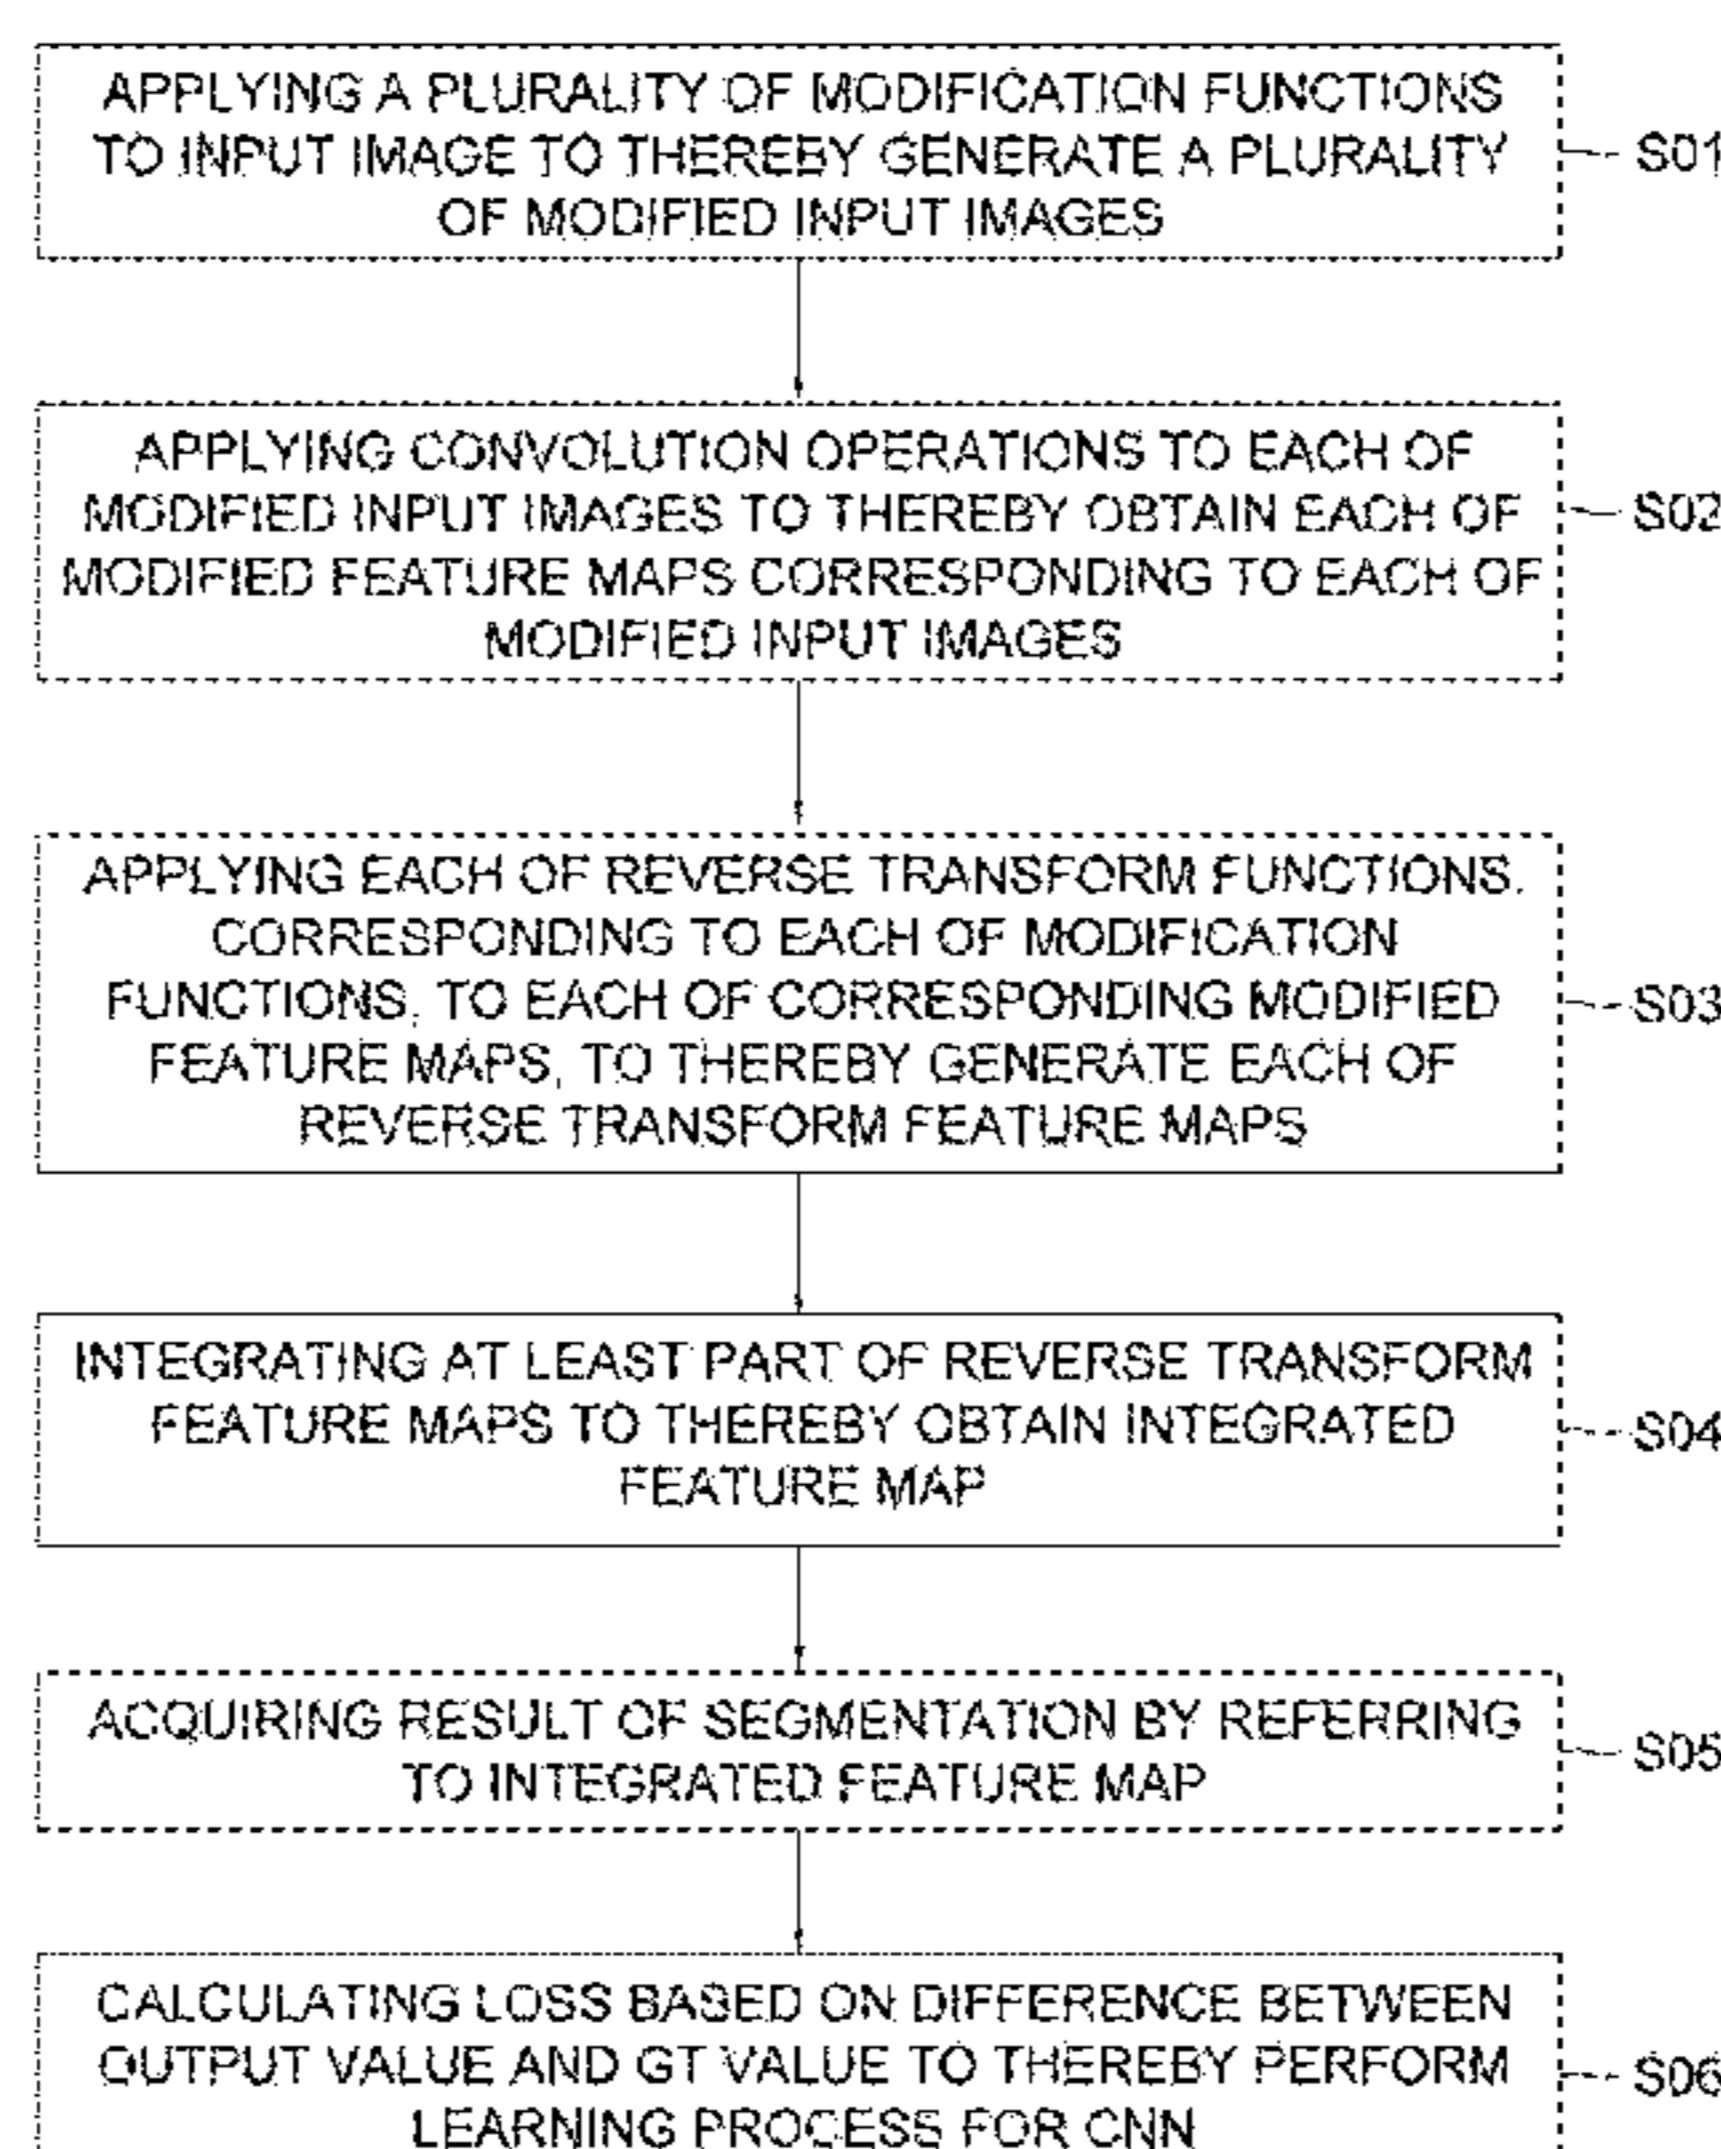 APPLYING A PLURALITY OF MODIFICATION FUNCTIONS
TO INPUT IMAGE TO THEREBY GENERATE A PLURALITY
OF MODIFIED INPUT IMAGES
S01
APPLYING CONVOLUTION OPERATIONS TO EACH OF
MODIFIED INPUT IMAGES TO THEREBY OBTAIN EACH OF
MODIFIED FEATURE MAPS CORRESPONDING TO EACH OF
MODIFIED INPUT IMAGES
S02
APPLYING EACH OF REVERSE TRANSFORM FUNCTIONS,
CORRESPONDING TO EACH OF MODIFICATION
FUNCTIONS, TO EACH OF CORRESPONDING MODIFIED
FEATURE MAPS, TO THEREBY GENERATE EACH OF
REVERSE TRANSFORM FEATURE MAPS
S03
INTEGRATING AT LEAST PART OF REVERSE TRANSFORM
FEATURE MAPS TO THEREBY OBTAIN INTEGRATED
FEATURE MAP
S04
ACQUIRING RESULT OF SEGMENTATION BY REFERRING
TO INTEGRATED FEATURE MAP
S05
CALCULATING LOSS BASED ON DIFFERENCE BETWEEN
OUTPUT VALUE AND GT VALUE TO THEREBY PERFORM
LEARNING PROCESS FOR CNN
S06